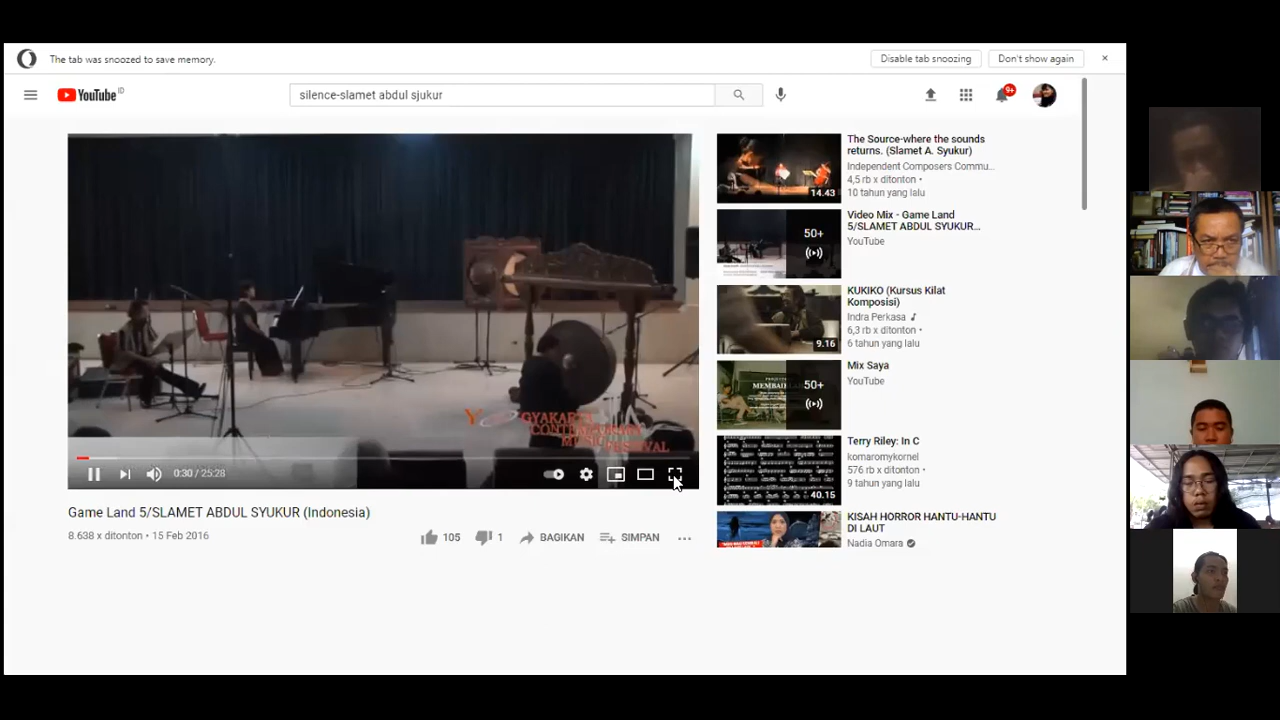 The tab was snoozed to save memory.
Disable tab snoozing
Don't show again
YouTube ID
silence-slamet abdul sjukur
9+
The Source-where the sounds
returns. (Slamet A. Syukur)
Independent Composers Commu...
4,5 rb x ditonton •
10 tahun yang lalu
14.43
Video Mix - Game Land
5/SLAMET ABDUL SYUKUR...
YouTube
50+
KUKIKO (Kursus Kilat
Komposisi)
Indra Perkasa
6,3 rb x ditonton •
6 tahun yang lalu
9.16
Mix Saya
YouTube
50+
Terry Riley: In C
komaromykornel
576 rb x ditonton •
9 tahun yang lalu
40.15
KISAH HORROR HANTU-HANTU
DI LAUT
Nadia Omara
YOGYAKARTA
CONTEMPORARY
MUSIC FESTIVAL
0:30 / 25:28
Game Land 5/SLAMET ABDUL SYUKUR (Indonesia)
8.638 x ditonton • 15 Feb 2016
105
1
BAGIKAN
SIMPAN